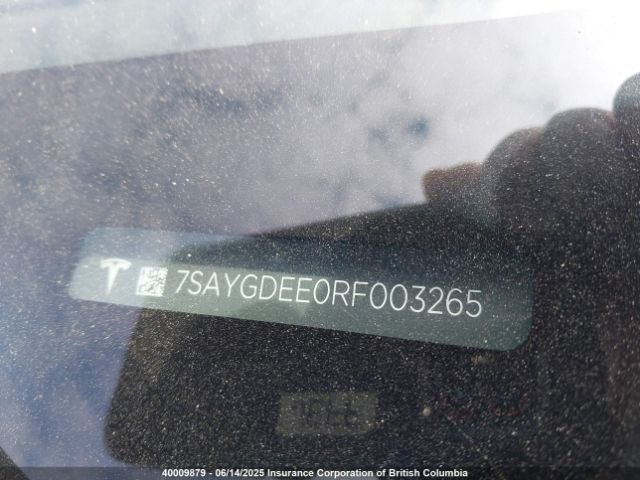 7SAYGDEE0RF003265
40009879 - 06/14/2025 Insurance Corporation of British Columbia